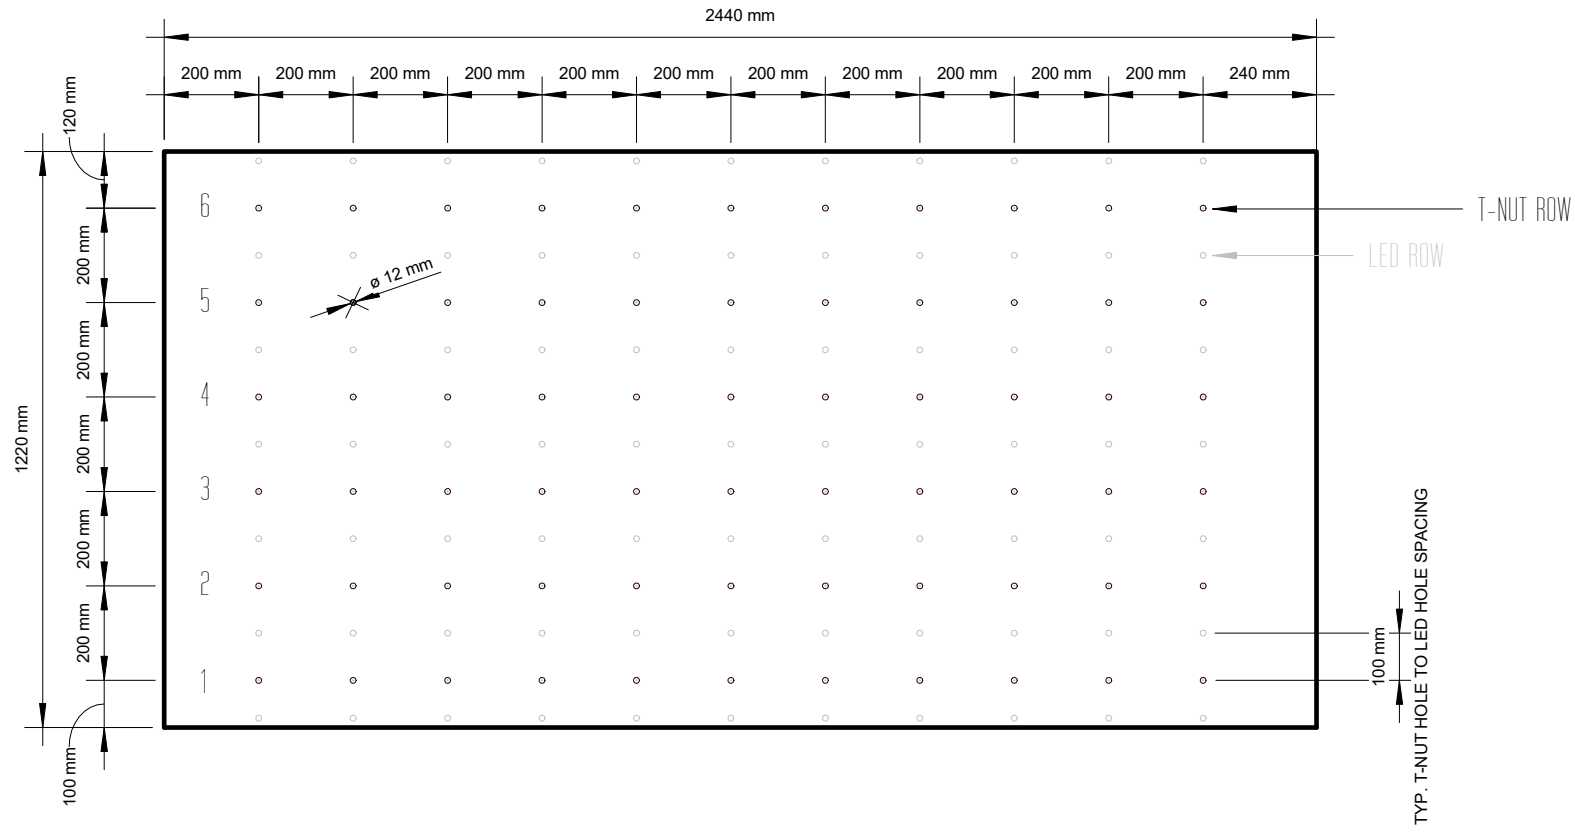 2440 mm
200 mm 200 mm 200 mm 200 mm 200 mm 200 mm 200 mm 200 mm 200 mm 200 mm 200 mm 240 mm
120 mm
6
T-NUT ROW
200 mm
LED ROW
ø 12 mm
5
200 mm
4
1220 mm
200 mm
3
200 mm
2
200 mm
1
100 mm
100 mm
TYP. T-NUT HOLE TO LED HOLE SPACING